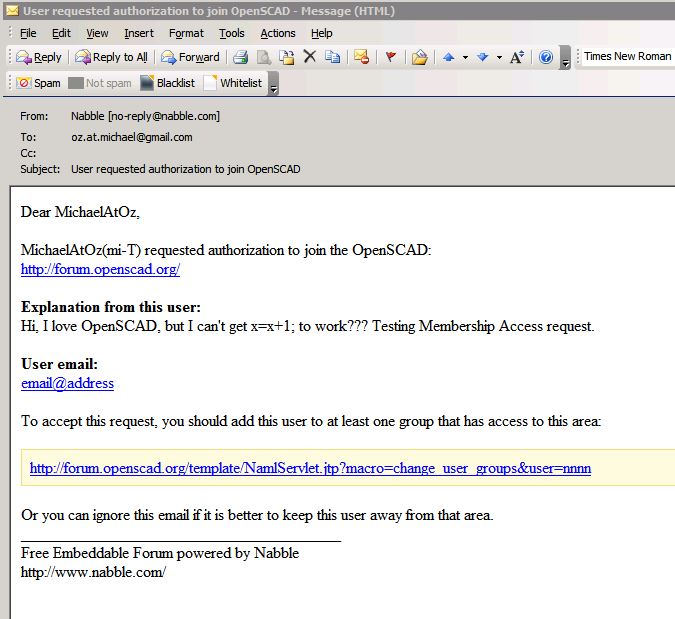 User requested authorization to join OpenSCAD - Message (HTML)
File Edit View Insert Format Tools Actions Help
Reply Reply to All Forward Times New Roman
Spam Not spam Blacklist Whitelist
From: Nabble [no-reply@nabble.com]
To: oz.at.michael@gmail.com
Cc:
Subject: User requested authorization to join OpenSCAD
Dear MichaelAtOz,
MichaelAtOz(mi-T) requested authorization to join the OpenSCAD:
http://forum.openscad.org/
Explanation from this user:
Hi, I love OpenSCAD, but I can't get x=x+1; to work??? Testing Membership Access request.
User email:
email@address
To accept this request, you should add this user to at least one group that has access to this area:
http://forum.openscad.org/template/NamlServlet.jtp?macro=change_user_groups&user=nnnn
Or you can ignore this email if it is better to keep this user away from that area.
Free Embeddable Forum powered by Nabble
http://www.nabble.com/